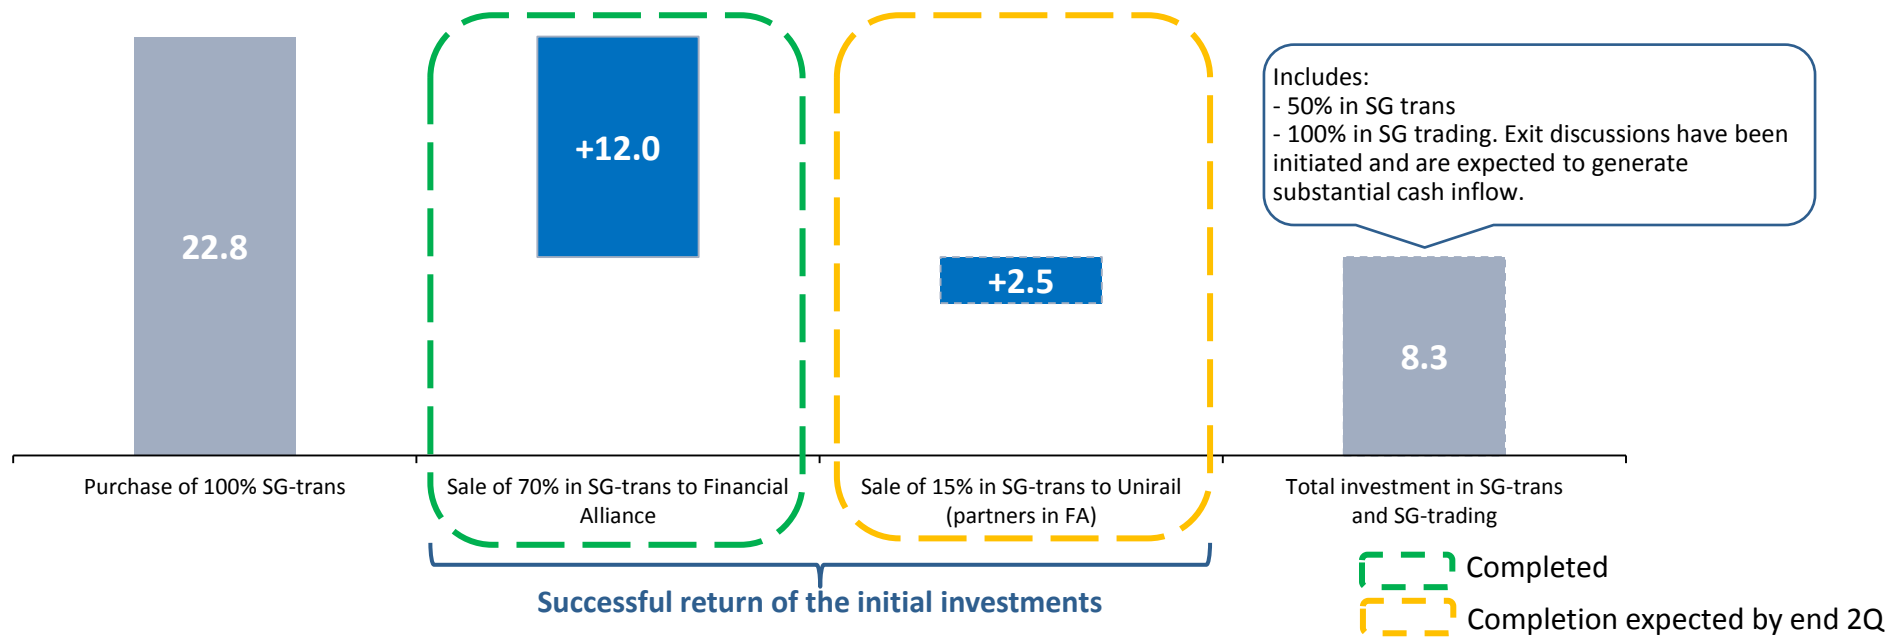 22.8
+12.0
+2.5
8.3
Includes:
- 50% in SG trans
- 100% in SG trading. Exit discussions have been
initiated and are expected to generate
substantial cash inflow.
Purchase of 100% SG-trans
Sale of 70% in SG-trans to Financial
Alliance
Sale of 15% in SG-trans to Unirail
(partners in FA)
Total investment in SG-trans
and SG-trading
Successful return of the initial investments
Completed
Completion expected by end 2Q